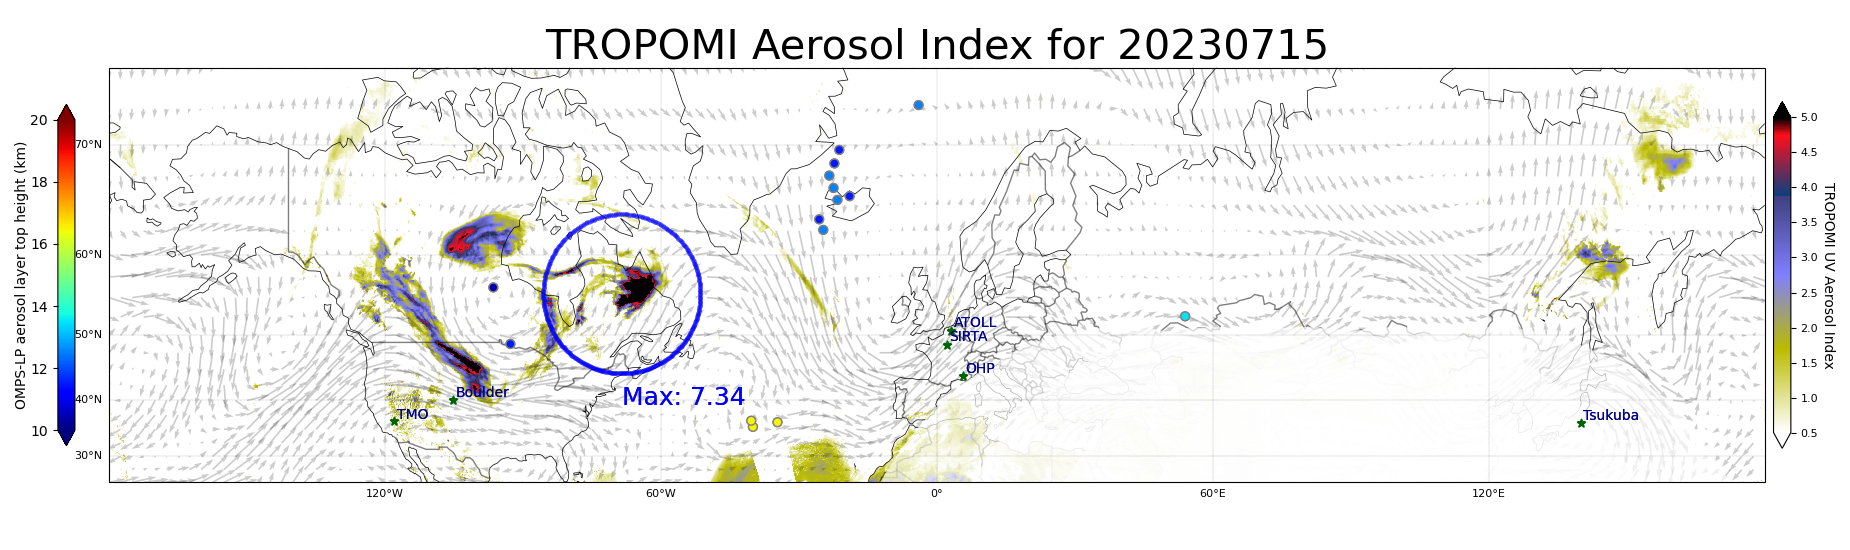 TROPOMI Aerosol Index for 20230715
OMPS-LP aerosol layer top height (km)
20
18
16
14
12
10
70°N
60°N
50°N
40°N
30°N
120°W
60°W
0°
60°E
120°E
ATOLL
SIRTA
OHP
Boulder
TMO
Tsukuba
Max: 7.34
5.0
4.5
4.0
3.5
3.0
2.5
2.0
1.5
1.0
0.5
TROPOMI UV Aerosol Index